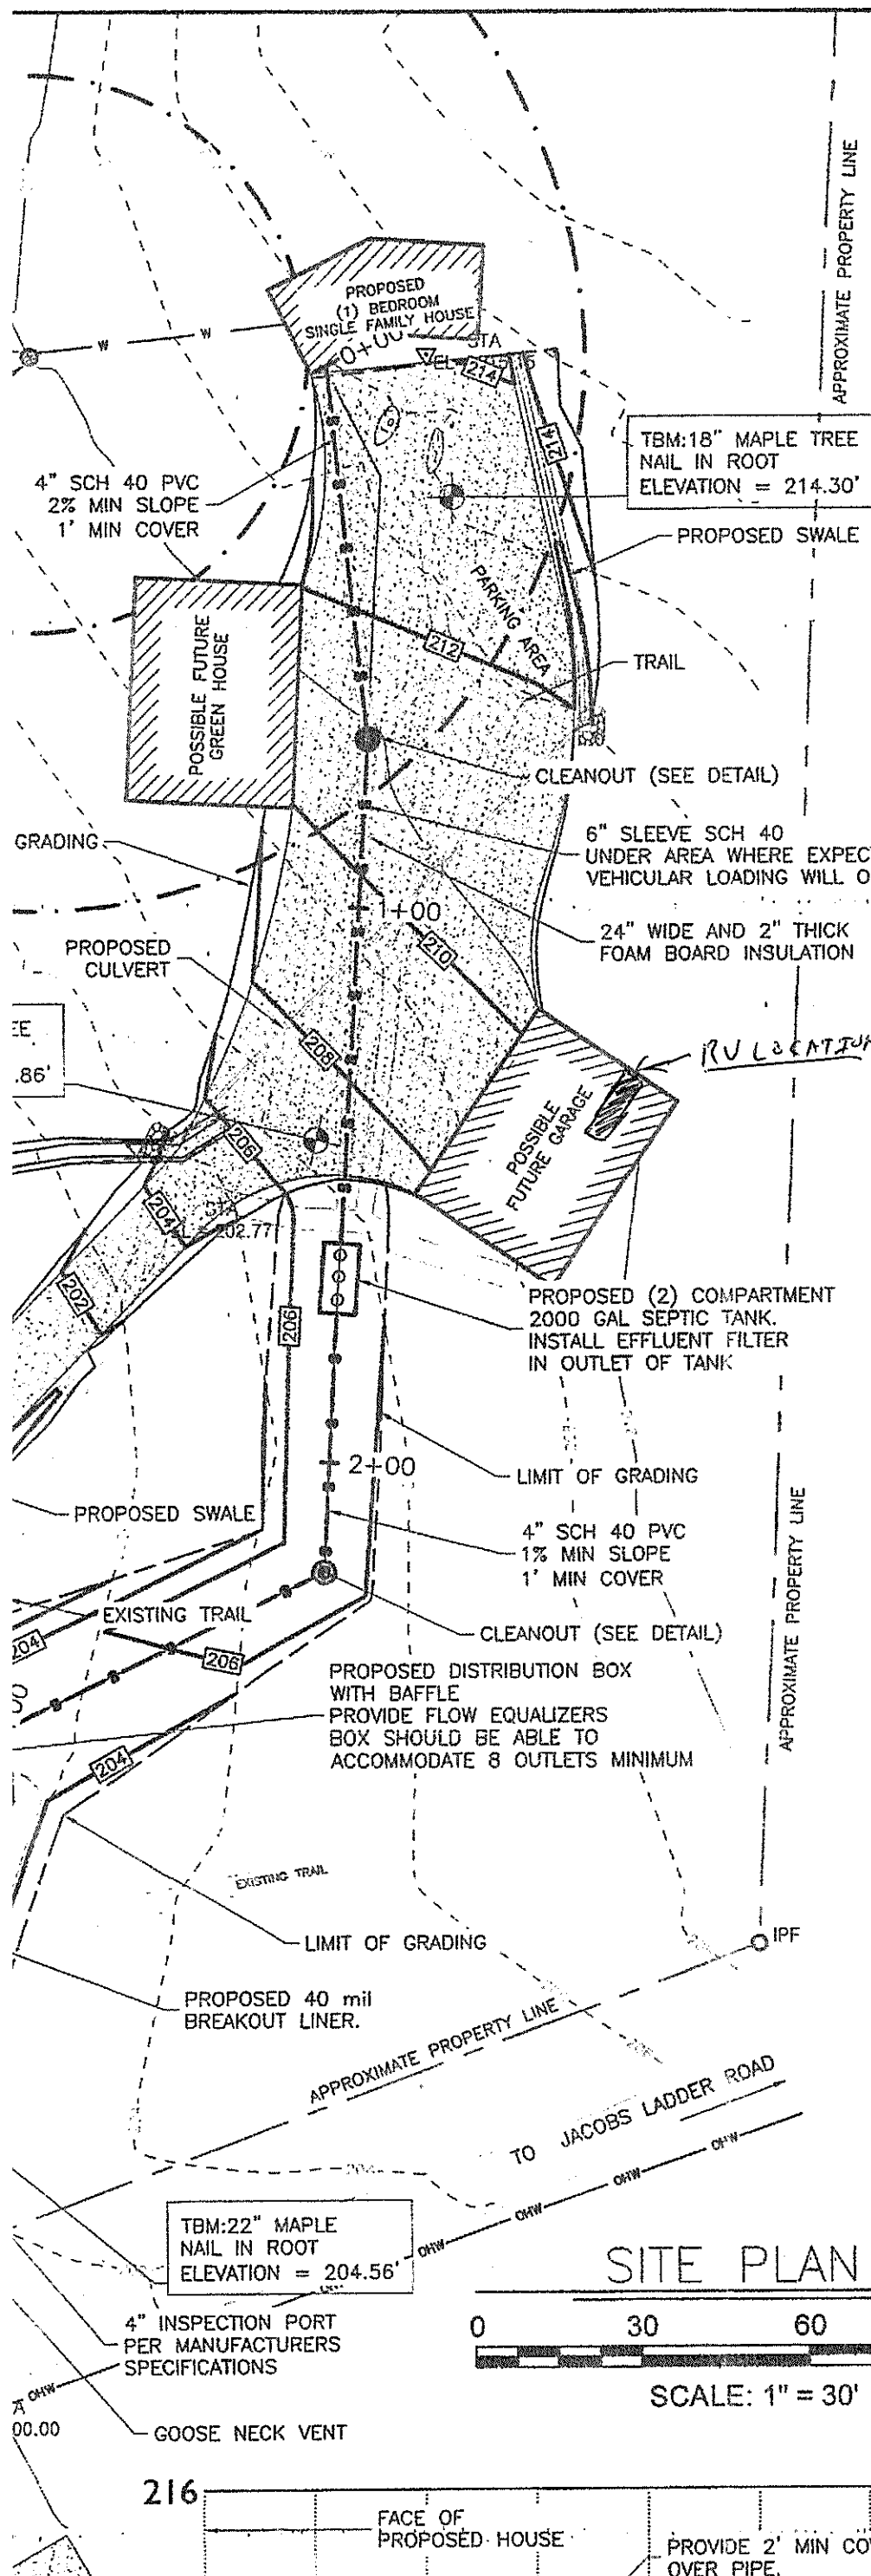 APPROXIMATE PROPERTY LINE
PROPOSED
(1) BEDROOM
SINGLE FAMILY HOUSE
W
W
0+00
STA
EL
214
214
TBM:18" MAPLE TREE
NAIL IN ROOT
ELEVATION = 214.30'
4" SCH 40 PVC
2% MIN SLOPE
1' MIN COVER
PROPOSED SWALE
PARKING AREA
212
TRAIL
POSSIBLE FUTURE
GREEN HOUSE
CLEANOUT (SEE DETAIL)
GRADING
6" SLEEVE SCH 40
UNDER AREA WHERE EXPEC
VEHICULAR LOADING WILL O
1+00
24" WIDE AND 2" THICK
FOAM BOARD INSULATION
PROPOSED
CULVERT
210
EE
.86'
208
RV LOCATION
POSSIBLE
FUTURE GARAGE
206
204
STA
L = 202.77
202
206
PROPOSED (2) COMPARTMENT
2000 GAL SEPTIC TANK.
INSTALL EFFLUENT FILTER
IN OUTLET OF TANK
2+00
LIMIT OF GRADING
PROPOSED SWALE
4" SCH 40 PVC
1% MIN SLOPE
1' MIN COVER
APPROXIMATE PROPERTY LINE
EXISTING TRAIL
204
206
CLEANOUT (SEE DETAIL)
PROPOSED DISTRIBUTION BOX
WITH BAFFLE
PROVIDE FLOW EQUALIZERS
BOX SHOULD BE ABLE TO
ACCOMMODATE 8 OUTLETS MINIMUM
204
EXISTING TRAIL
LIMIT OF GRADING
IPF
PROPOSED 40 mil
BREAKOUT LINER.
APPROXIMATE PROPERTY LINE
TO JACOBS LADDER ROAD
OHW
OHW
OHW
OHW
204
TBM:22" MAPLE
NAIL IN ROOT
ELEVATION = 204.56'
SITE PLAN
0 30 60
SCALE: 1" = 30'
4" INSPECTION PORT
PER MANUFACTURERS
SPECIFICATIONS
OHW
A
00.00
GOOSE NECK VENT
216
FACE OF
PROPOSED HOUSE
PROVIDE 2' MIN CO
OVER PIPE.